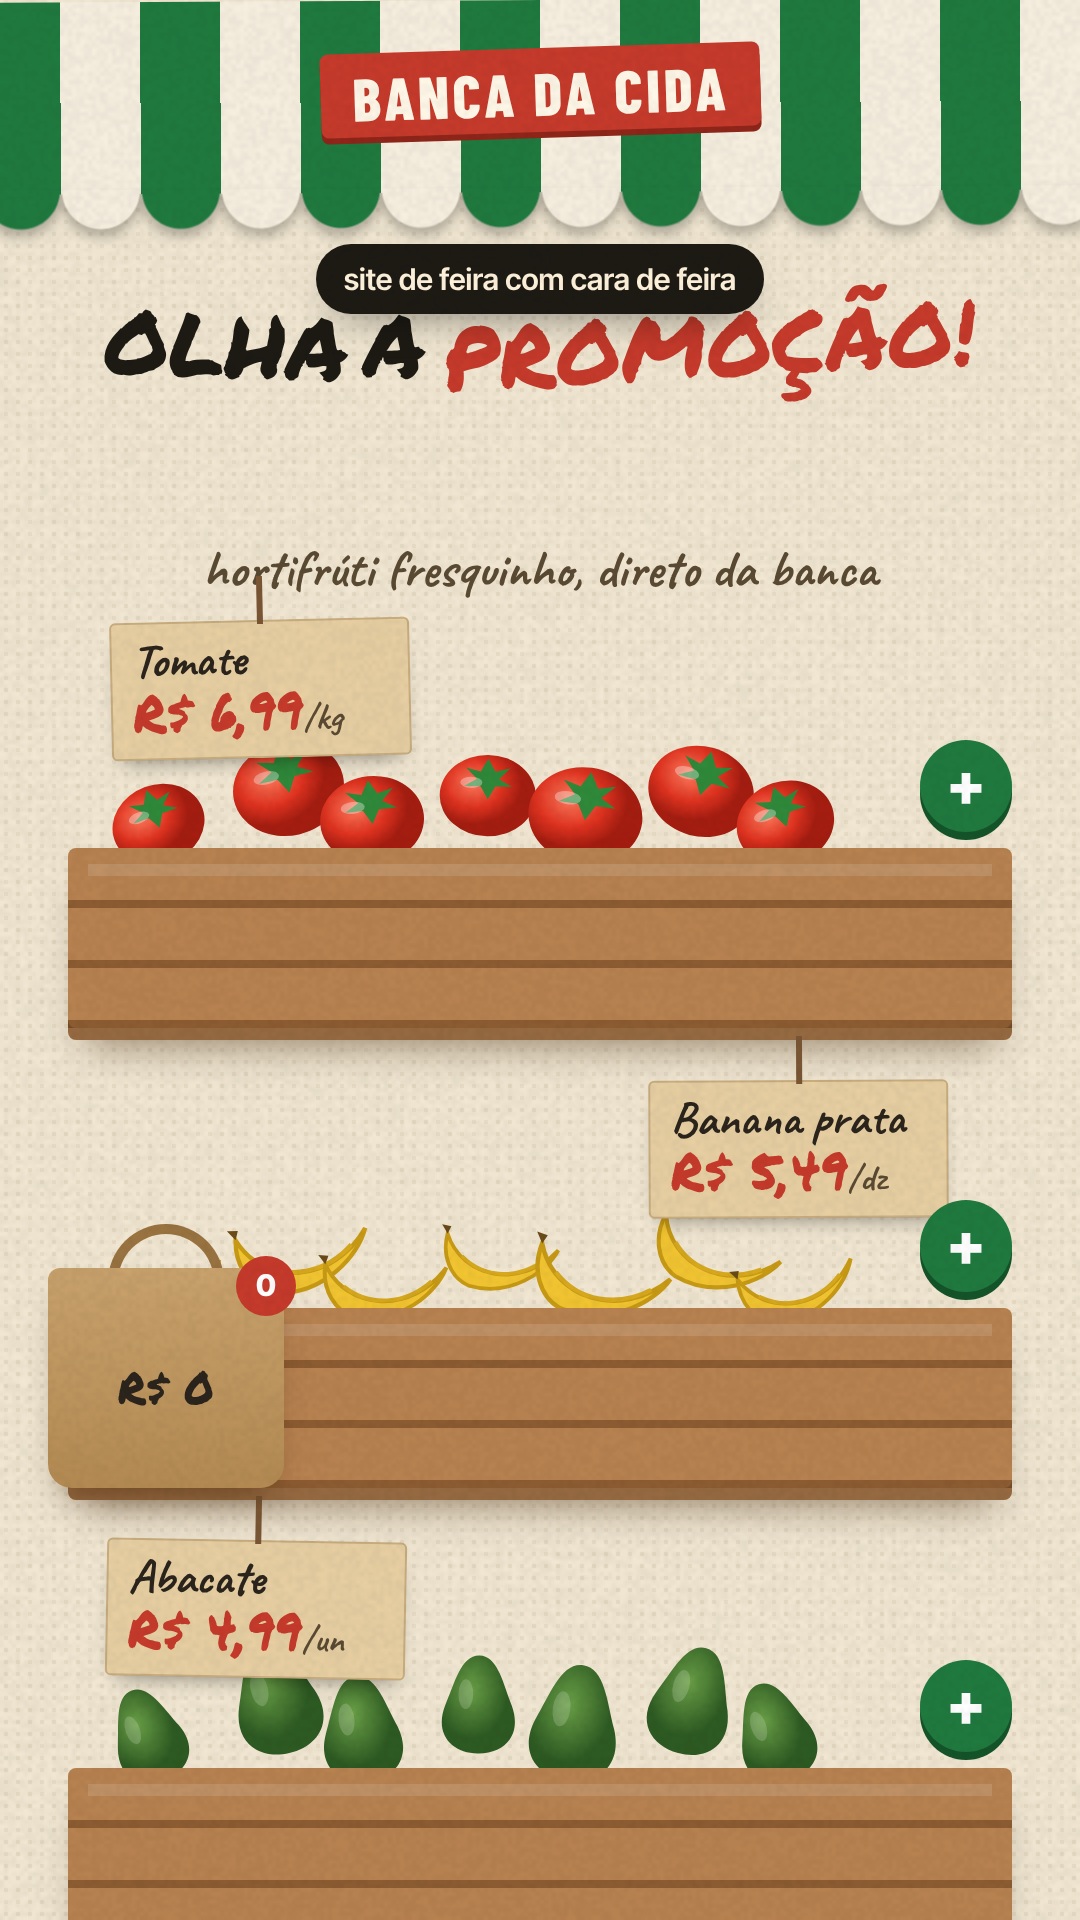 BANCA DA CIDA
site de feira com cara de feira
OLHA A PROMOÇÃO!
hortifrúti fresquinho, direto da banca
Tomate
R$ 6,99/kg
+
Banana prata
R$ 5,49/dz
+
0
R$ 0
Abacate
R$ 4,99/un
+